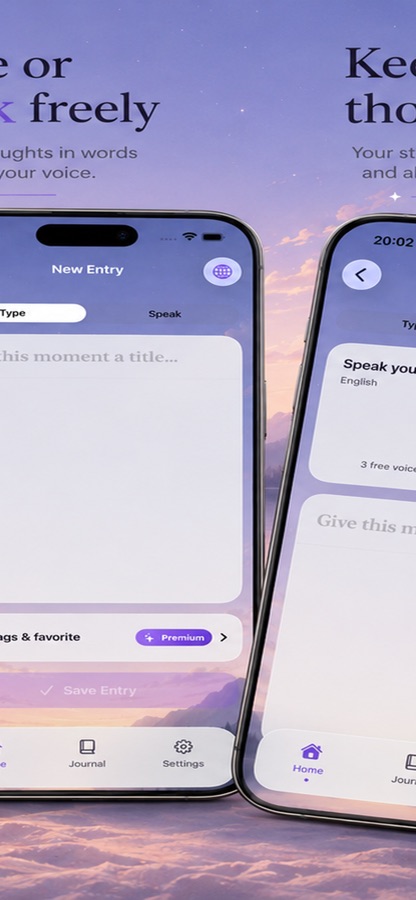 e or
k freely
ughts in words
your voice.
New Entry
Type
Speak
this moment a title...
ags & favorite
Premium
Save Entry
e
Journal
Settings
Kee
tho
Your st
and al
20:02
Ty
Speak you
English
3 free voice
Give this m
Home
Jour